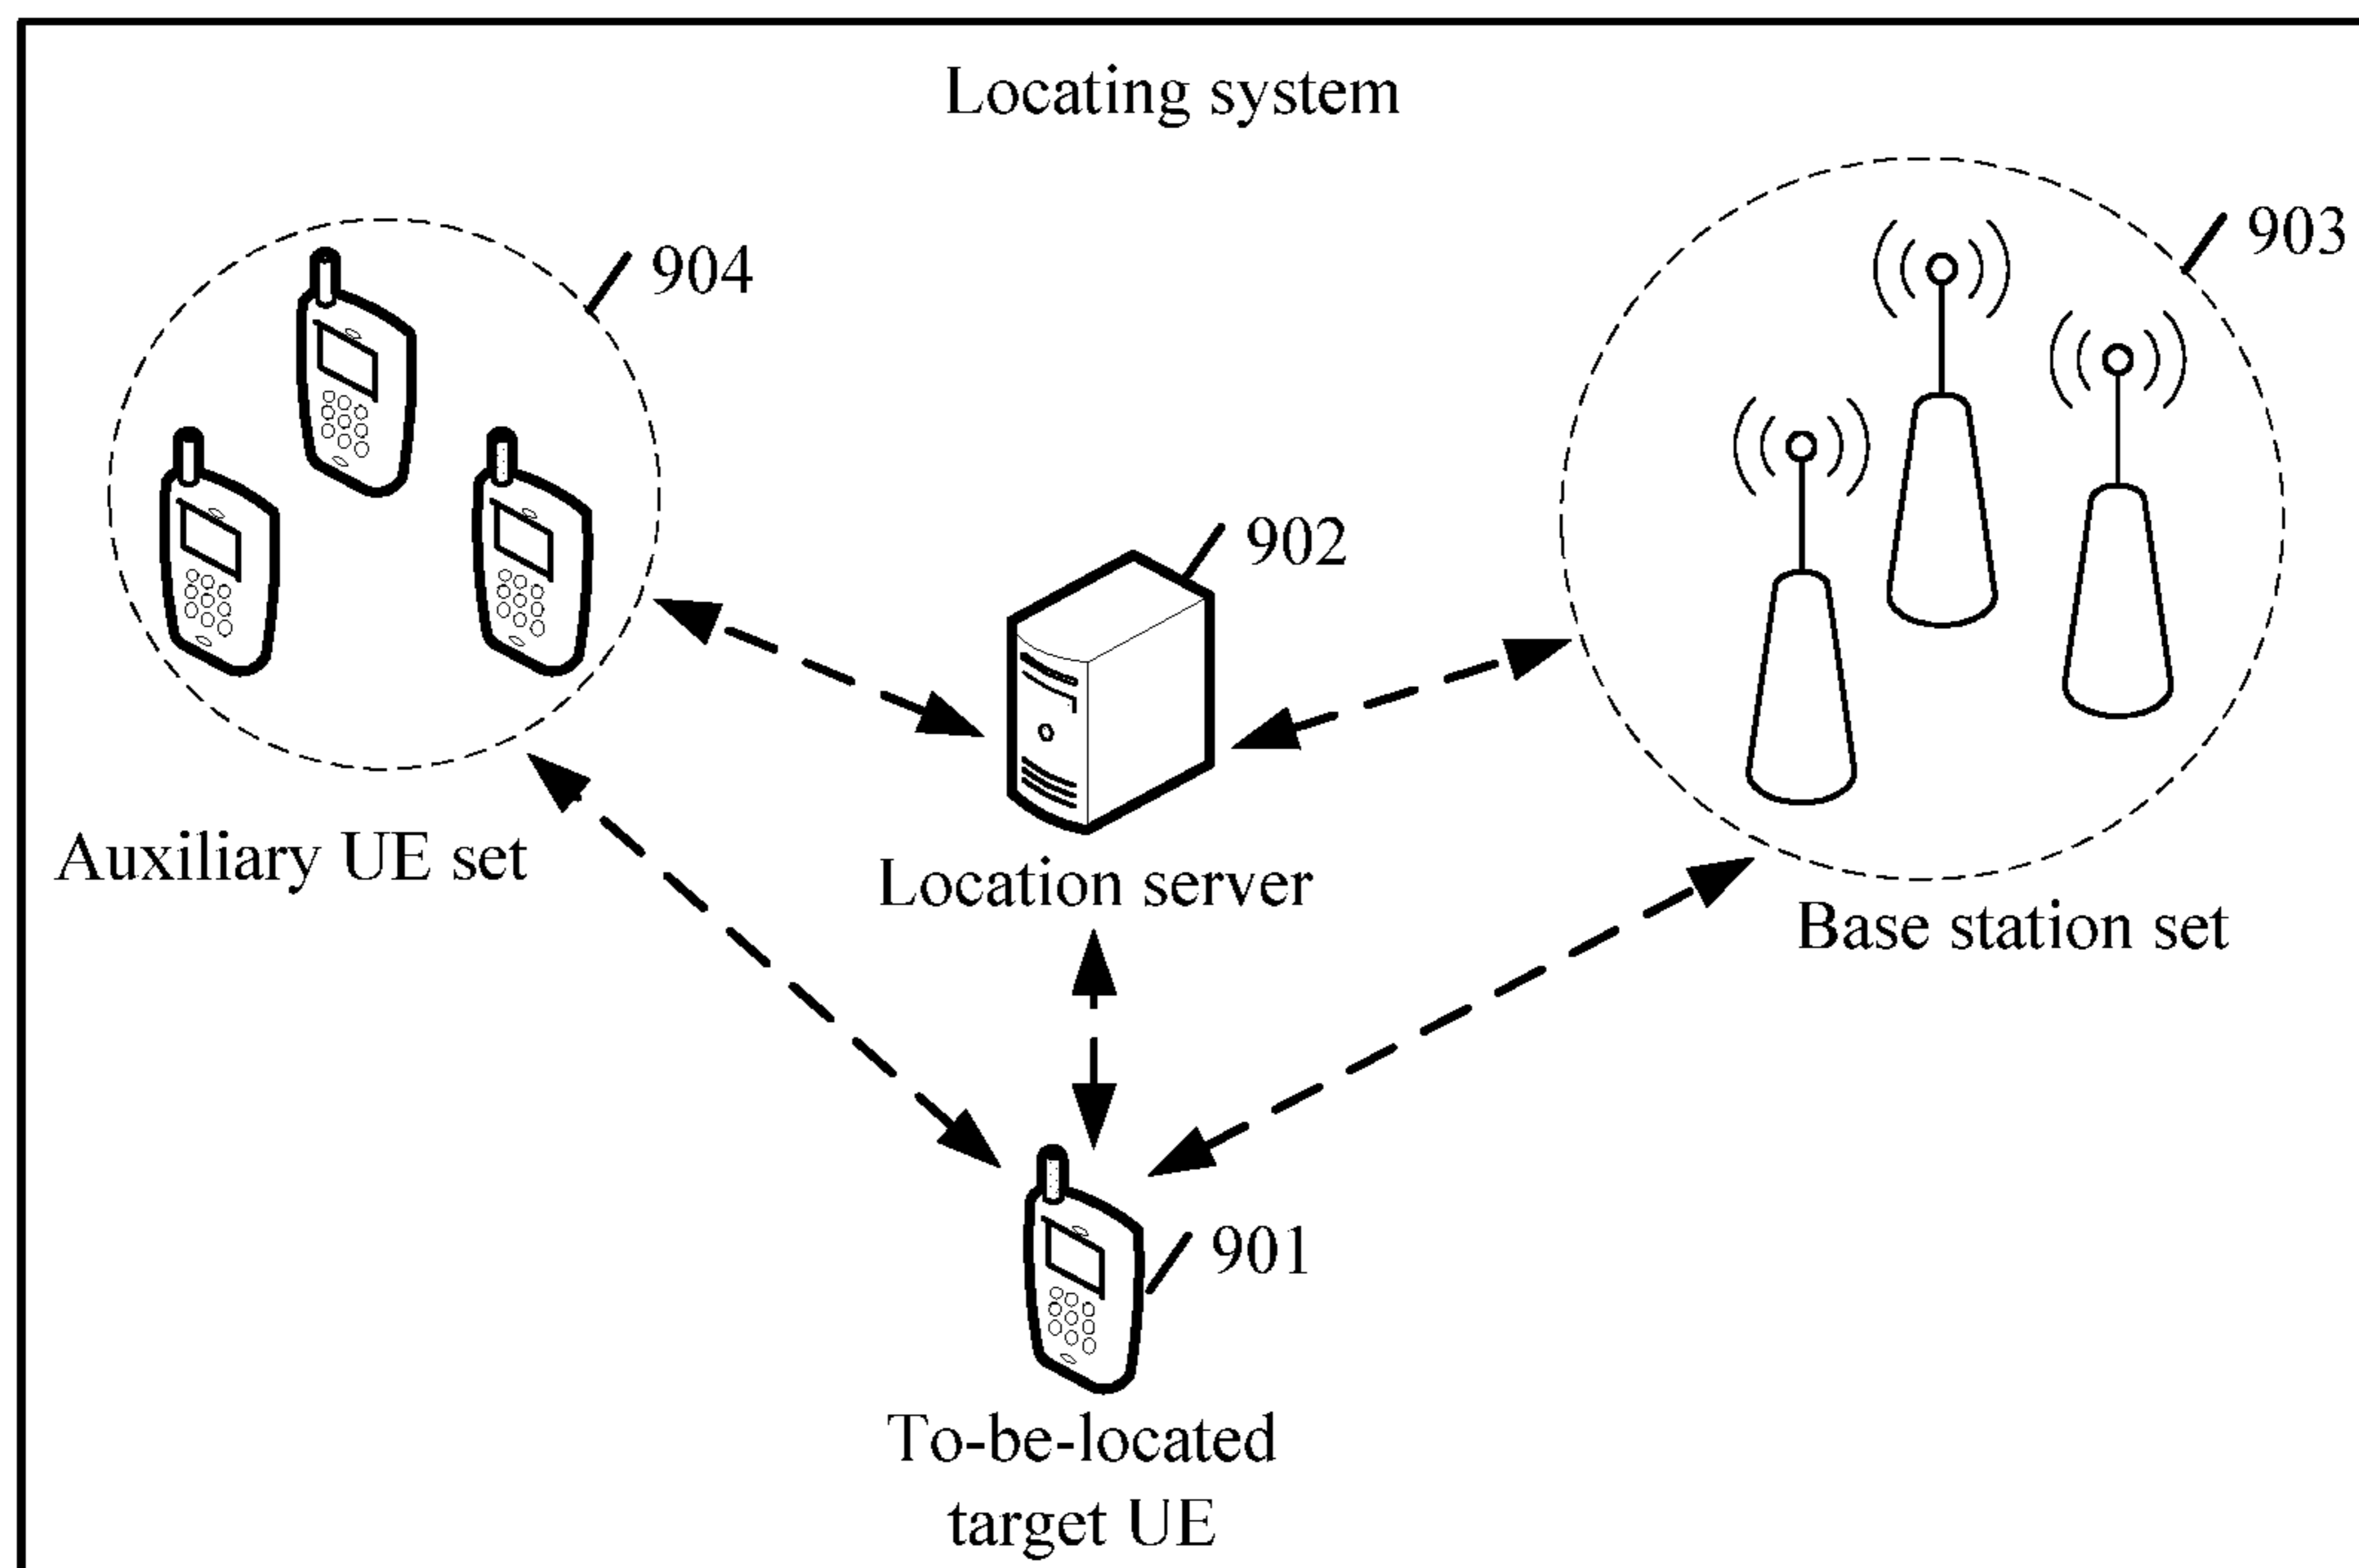 Locating system
904
903
902
Auxiliary UE set
Location server
Base station set
901
To-be-located
target UE